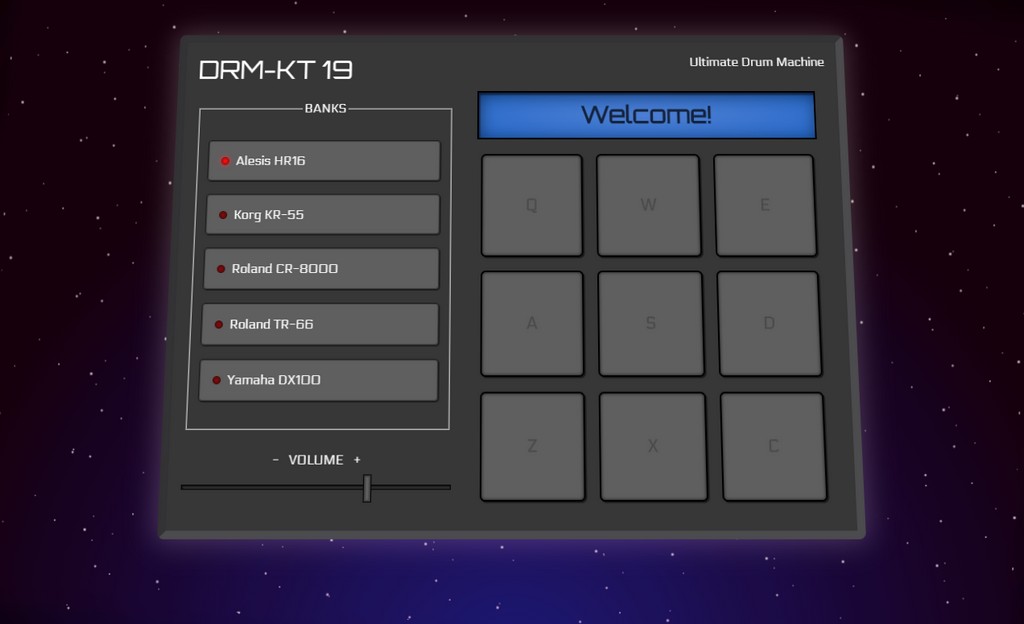 DRM-KT 19
Ultimate Drum Machine
BANKS
Alesis HR16
Korg KR-55
Roland CR-8000
Roland TR-66
Yamaha DX100
- VOLUME +
Welcome!
Q W E
A S D
Z X C